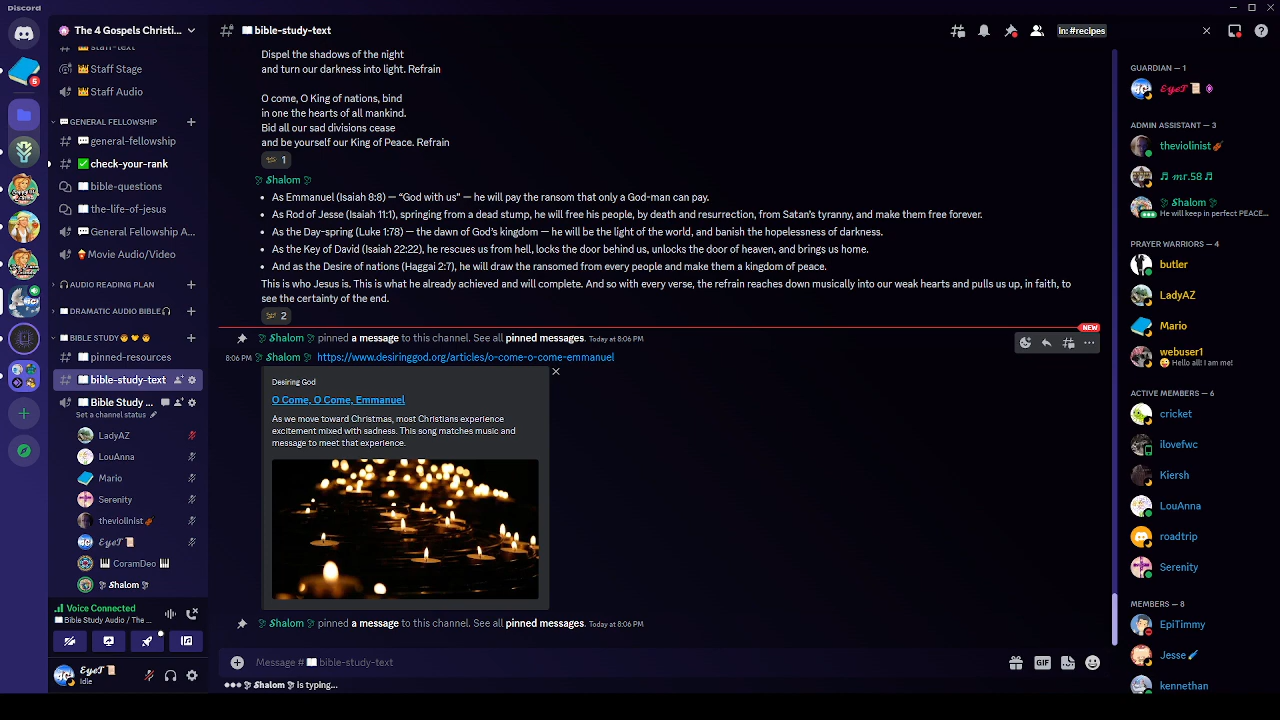 Discord
The 4 Gospels Christi...
staff-text
Staff Stage
Staff Audio
GENERAL FELLOWSHIP
general-fellowship
check-your-rank
bible-questions
the-life-of-jesus
General Fellowship A...
Movie Audio/Video
AUDIO READING PLAN
DRAMATIC AUDIO BIBLE
BIBLE STUDY
pinned-resources
bible-study-text
Bible Study ...
Set a channel status
LadyAZ
LouAnna
Mario
Serenity
theviolinist
EyeT
CoramDeo
Shalom
Voice Connected
Bible Study Audio / The ...
EyeT
Idle
5
bible-study-text
In: #recipes
Dispel the shadows of the night
and turn our darkness into light. Refrain
O come, O King of nations, bind
in one the hearts of all mankind.
Bid all our sad divisions cease
and be yourself our King of Peace. Refrain
1
Shalom
As Emmanuel (Isaiah 8:8) — “God with us” — he will pay the ransom that only a God-man can pay.
As Rod of Jesse (Isaiah 11:1), springing from a dead stump, he will free his people, by death and resurrection, from Satan’s tyranny, and make them free forever.
As the Day-spring (Luke 1:78) — the dawn of God’s kingdom — he will be the light of the world, and banish the hopelessness of darkness.
As the Key of David (Isaiah 22:22), he rescues us from hell, locks the door behind us, unlocks the door of heaven, and brings us home.
And as the Desire of nations (Haggai 2:7), he will draw the ransomed from every people and make them a kingdom of peace.
This is who Jesus is. This is what he already achieved and will complete. And so with every verse, the refrain reaches down musically into our weak hearts and pulls us up, in faith, to
see the certainty of the end.
2
NEW
Shalom pinned a message to this channel. See all pinned messages. Today at 8:06 PM
8:06 PM Shalom https://www.desiringgod.org/articles/o-come-o-come-emmanuel
Desiring God
O Come, O Come, Emmanuel
As we move toward Christmas, most Christians experience
excitement mixed with sadness. This song matches music and
message to meet that experience.
Shalom pinned a message to this channel. See all pinned messages. Today at 8:06 PM
Message #bible-study-text
GIF
Shalom is typing...
GUARDIAN — 1
EyeT
ADMIN ASSISTANT — 3
theviolinist
mr.58
Shalom
He will keep in perfect PEACE...
PRAYER WARRIORS — 4
butler
LadyAZ
Mario
webuser1
Hello all! I am me!
ACTIVE MEMBERS — 6
cricket
ilovefwc
Kiersh
LouAnna
roadtrip
Serenity
MEMBERS — 8
EpiTimmy
Jesse
kennethan